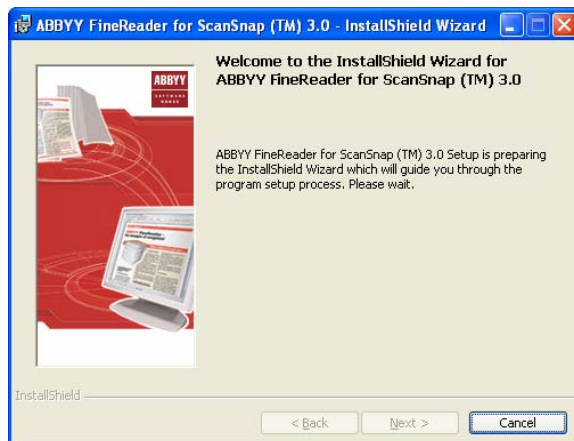 ABBYY FineReader for ScanSnap (TM) 3.0 - InstallShield Wizard
ABBYY
SOFTWARE
HOUSE
Welcome to the InstallShield Wizard for
ABBYY FineReader for ScanSnap (TM) 3.0
ABBYY FineReader for ScanSnap (TM) 3.0 Setup is preparing
the InstallShield Wizard which will guide you through the
program setup process. Please wait.
InstallShield
< Back
Next >
Cancel